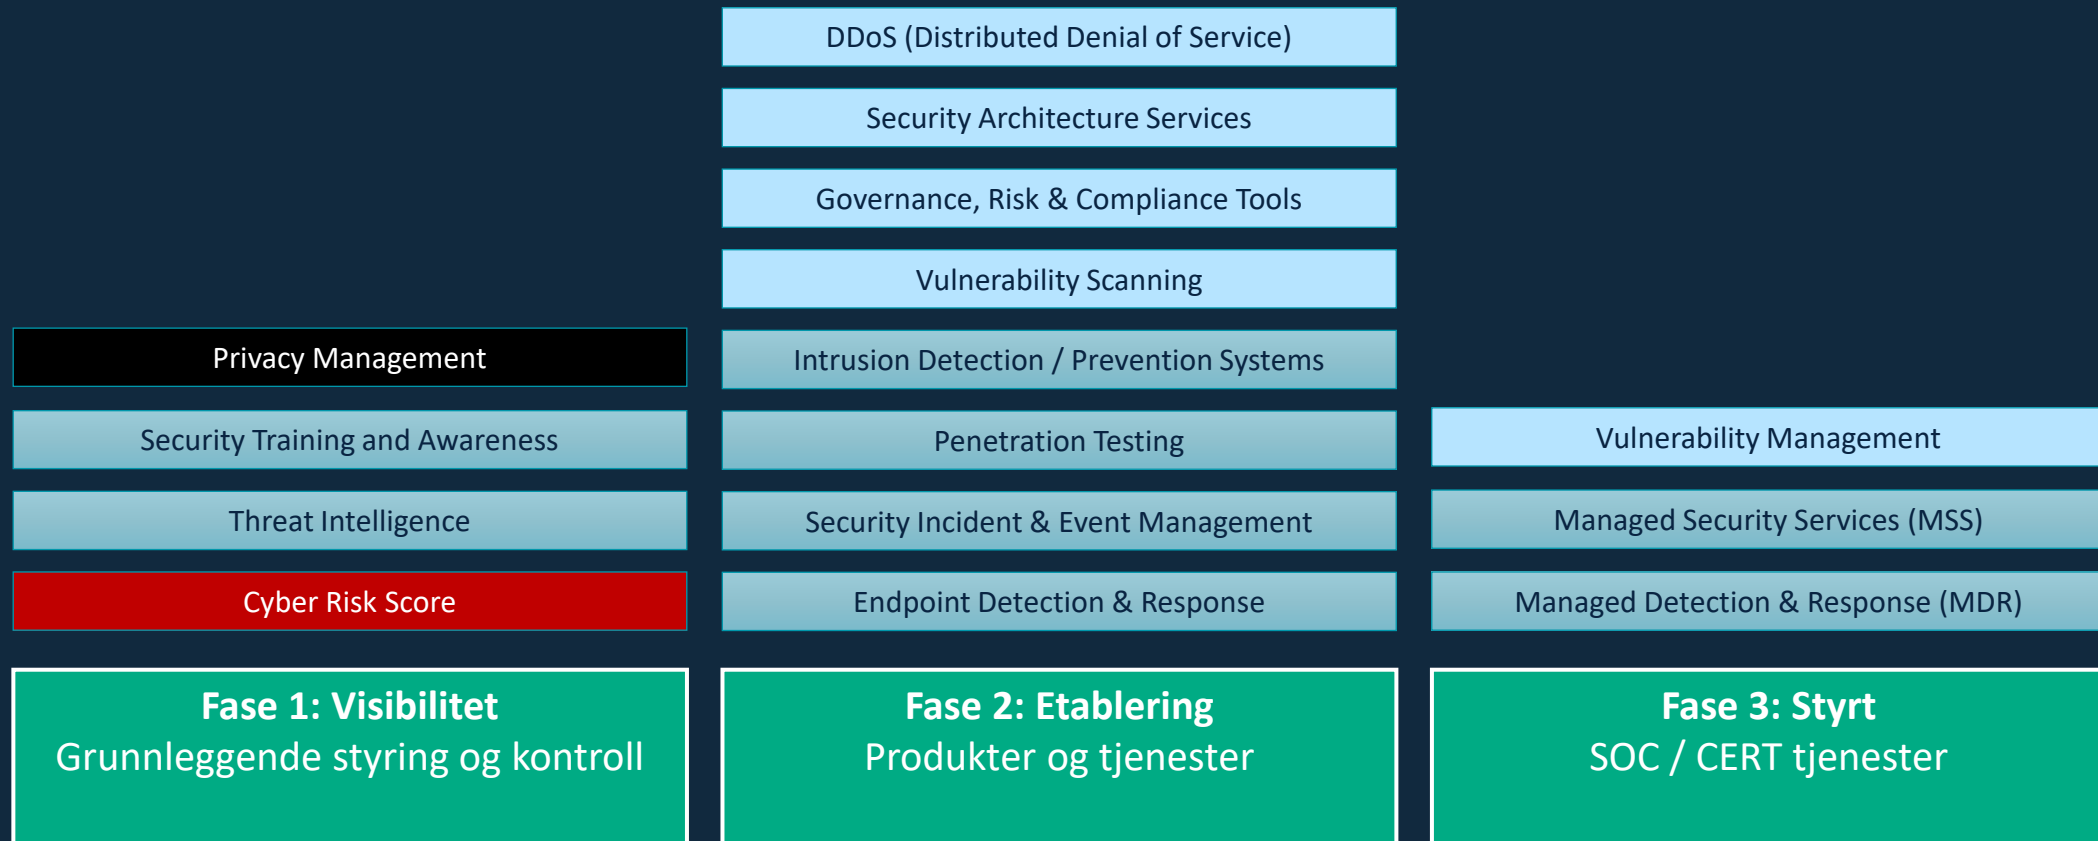 DDoS (Distributed Denial of Service)
Security Architecture Services
Governance, Risk & Compliance Tools
Vulnerability Scanning
Privacy Management
Intrusion Detection / Prevention Systems
Security Training and Awareness
Penetration Testing
Vulnerability Management
Threat Intelligence
Security Incident & Event Management
Managed Security Services (MSS)
Cyber Risk Score
Endpoint Detection & Response
Managed Detection & Response (MDR)
Fase 1: Visibilitet
Grunnleggende styring og kontroll
Fase 2: Etablering
Produkter og tjenester
Fase 3: Styrt
SOC / CERT tjenester